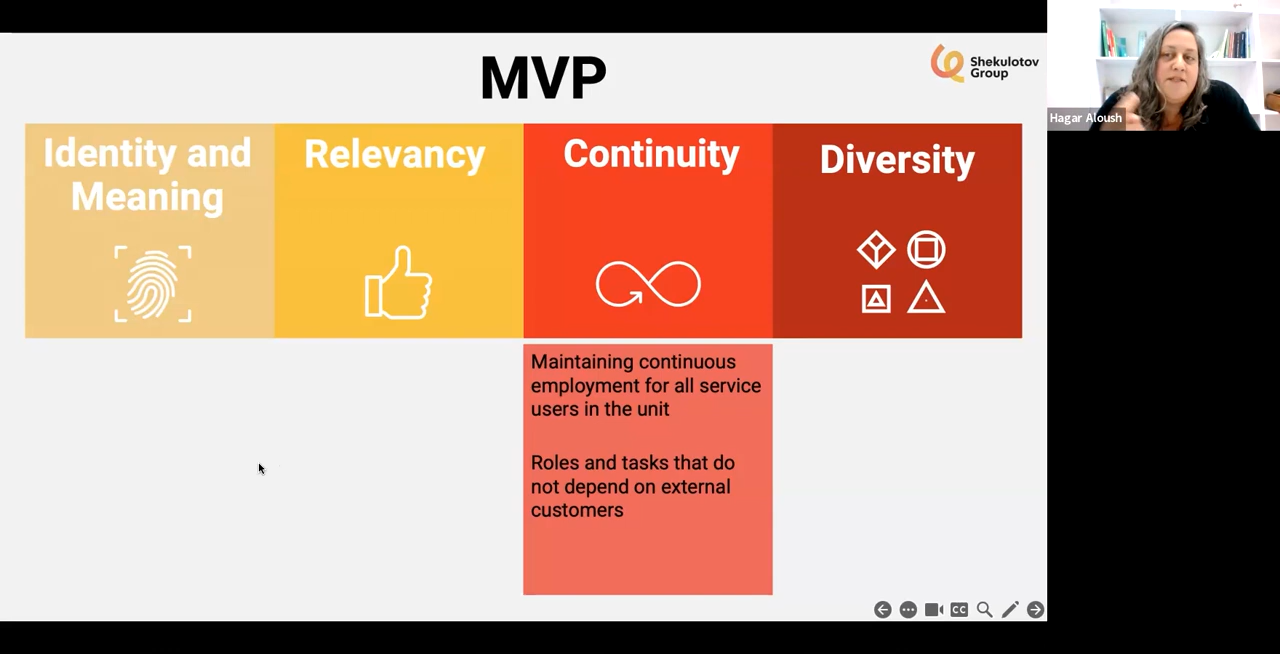 MVP
Shekulotov
Group
Hagar Aloush
Identity and
Meaning
Relevancy
Continuity
Diversity
Maintaining continuous
employment for all service
users in the unit
Roles and tasks that do
not depend on external
customers
CC